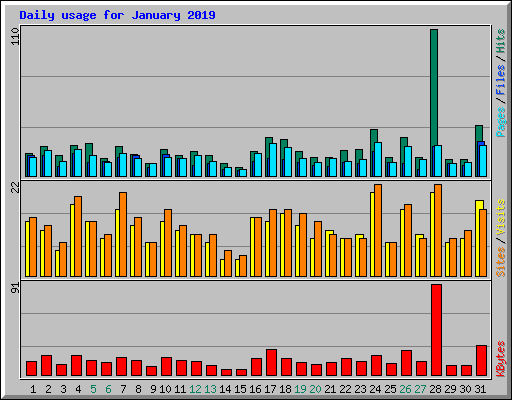 Daily usage for January 2019
110
Pages / Files / Hits
22
Sites / Visits
91
KBytes
1 2 3 4 5 6 7 8 9 10 11 12 13 14 15 16 17 18 19 20 21 22 23 24 25 26 27 28 29 30 31